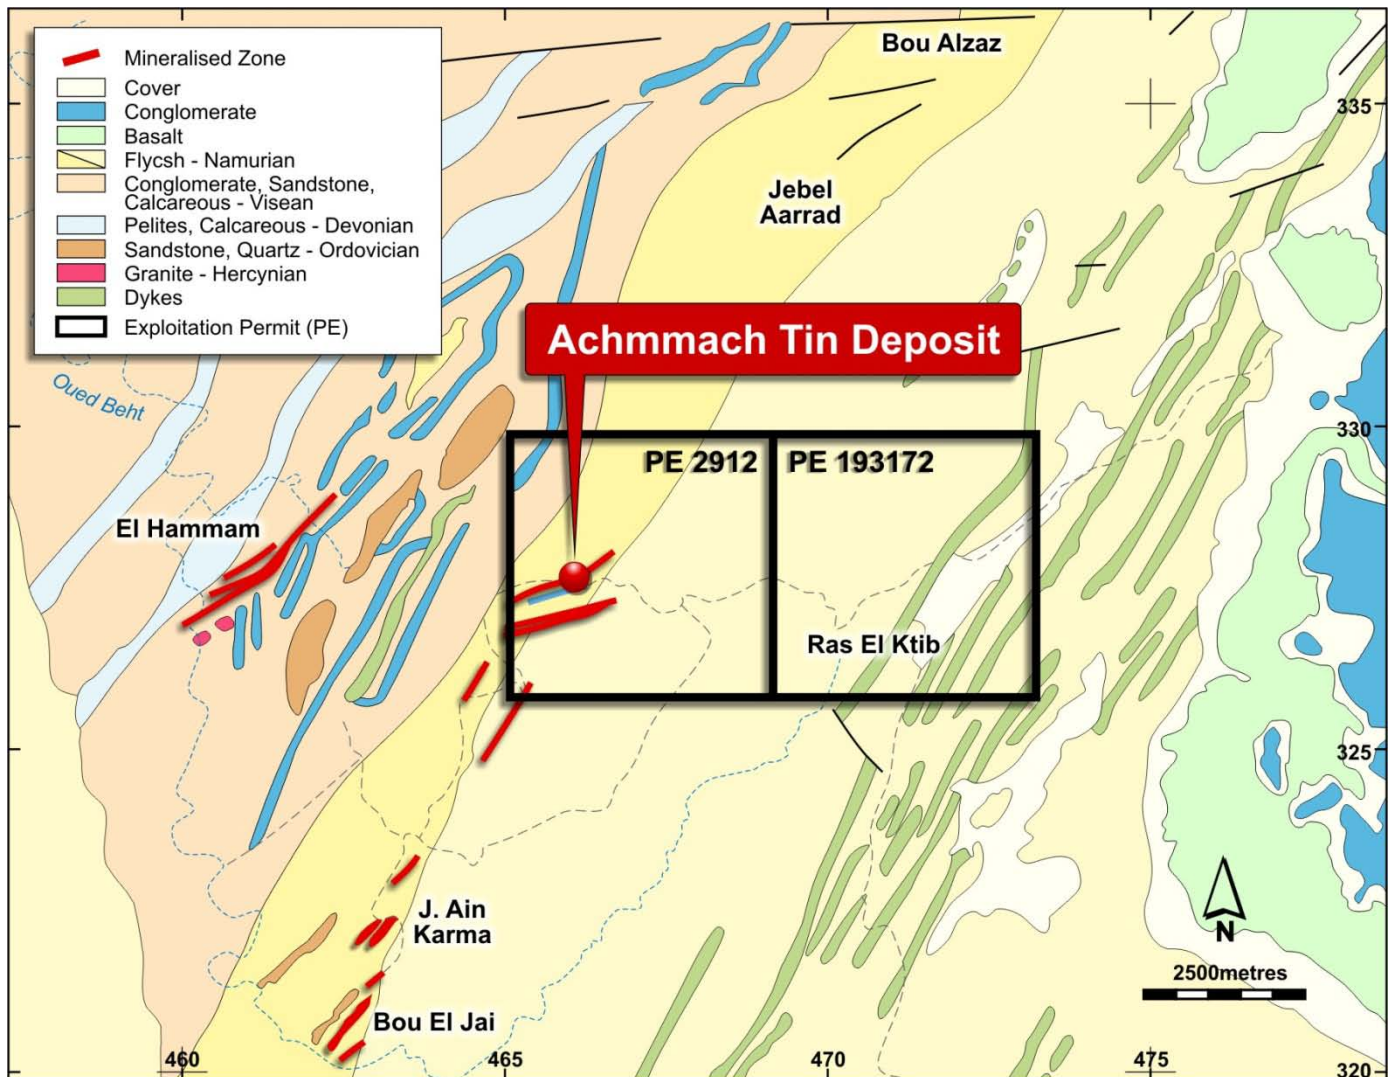 Mineralised Zone
Cover
Conglomerate
Basalt
Flycsh - Namurian
Conglomerate, Sandstone,
Calcareous - Visean
Pelites, Calcareous - Devonian
Sandstone, Quartz - Ordovician
Granite - Hercynian
Dykes
Exploitation Permit (PE)
Bou Alzaz
335
Jebel
Aarrad
Achmmach Tin Deposit
Oued Beht
330
PE 2912
PE 193172
El Hammam
Ras El Ktib
325
J. Ain
Karma
N
2500metres
Bou El Jai
460
465
470
475
320